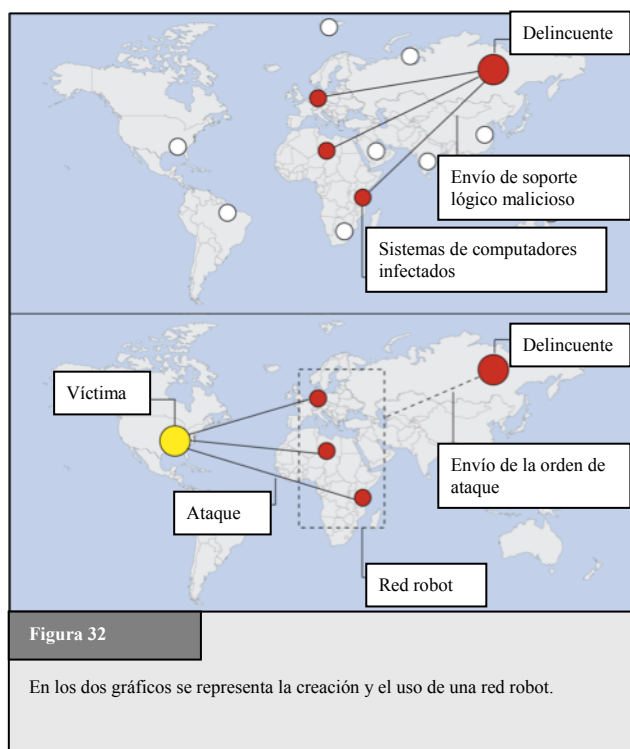 Delincuente
Envío de soporte
lógico malicioso
Sistemas de computadores
infectados
Delincuente
Víctima
Envío de la orden de
ataque
Ataque
Red robot
Figura 32
En los dos gráficos se representa la creación y el uso de una red robot.